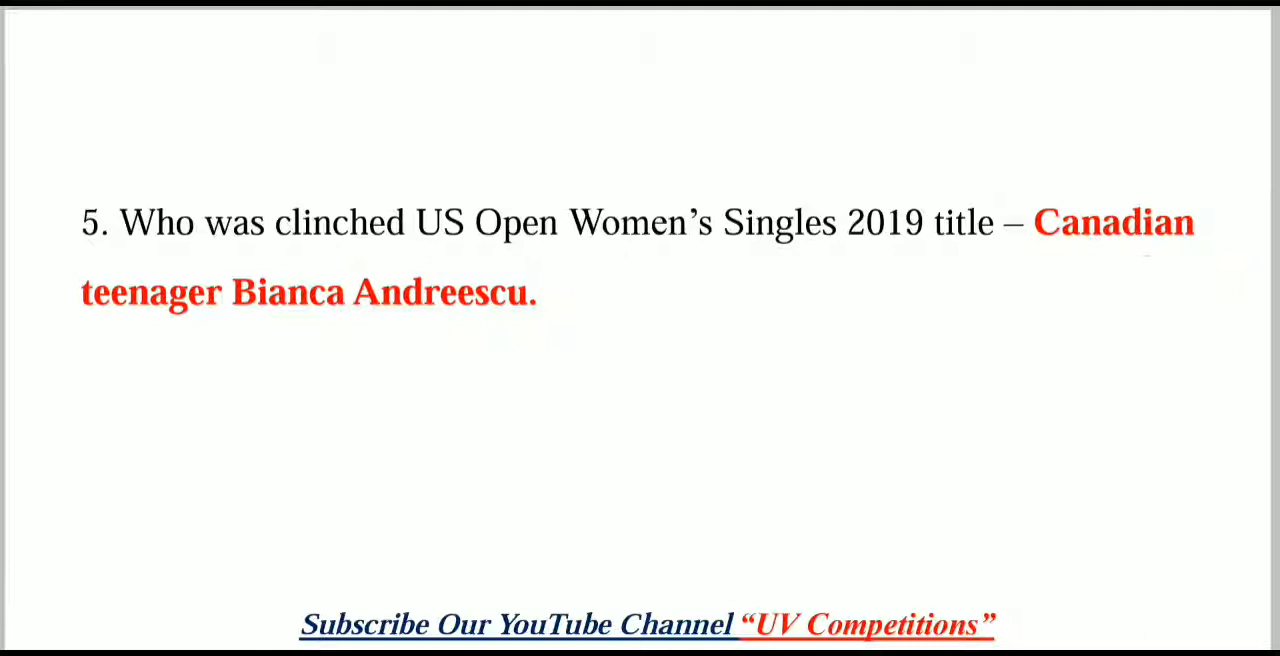 5. Who was clinched US Open Women’s Singles 2019 title – Canadian
teenager Bianca Andreescu.
Subscribe Our YouTube Channel “UV Competitions”